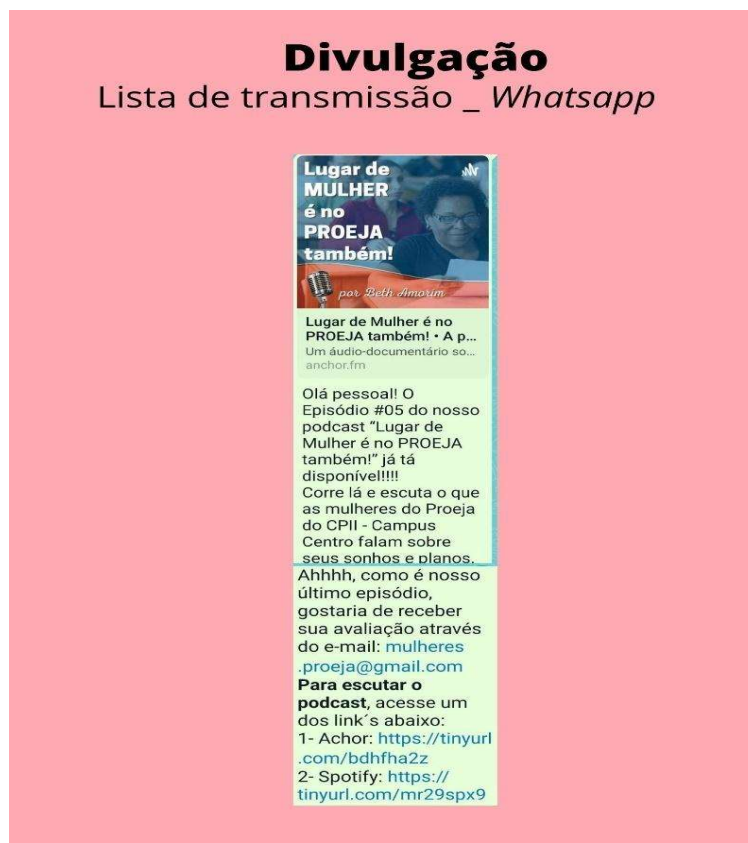 Divulgação
Lista de transmissão _ Whatsapp
Lugar de
MULHER
é no
PROEJA
também!
por Beth Amorim
Lugar de Mulher é no
PROEJA também! • A p...
Um áudio-documentário so...
anchor.fm
Olá pessoal! O
Episódio #05 do nosso
podcast “Lugar de
Mulher é no PROEJA
também!” já tá
disponível!!!!
Corre lá e escuta o que
as mulheres do Proeja
do CPII - Campus
Centro falam sobre
seus sonhos e planos.
Ahhhh, como é nosso
último episódio,
gostaria de receber
sua avaliação através
do e-mail: mulheres
.proeja@gmail.com
Para escutar o
podcast, acesse um
dos link´s abaixo:
1- Achor: https://tinyurl
.com/bdhfha2z
2- Spotify: https://
tinyurl.com/mr29spx9